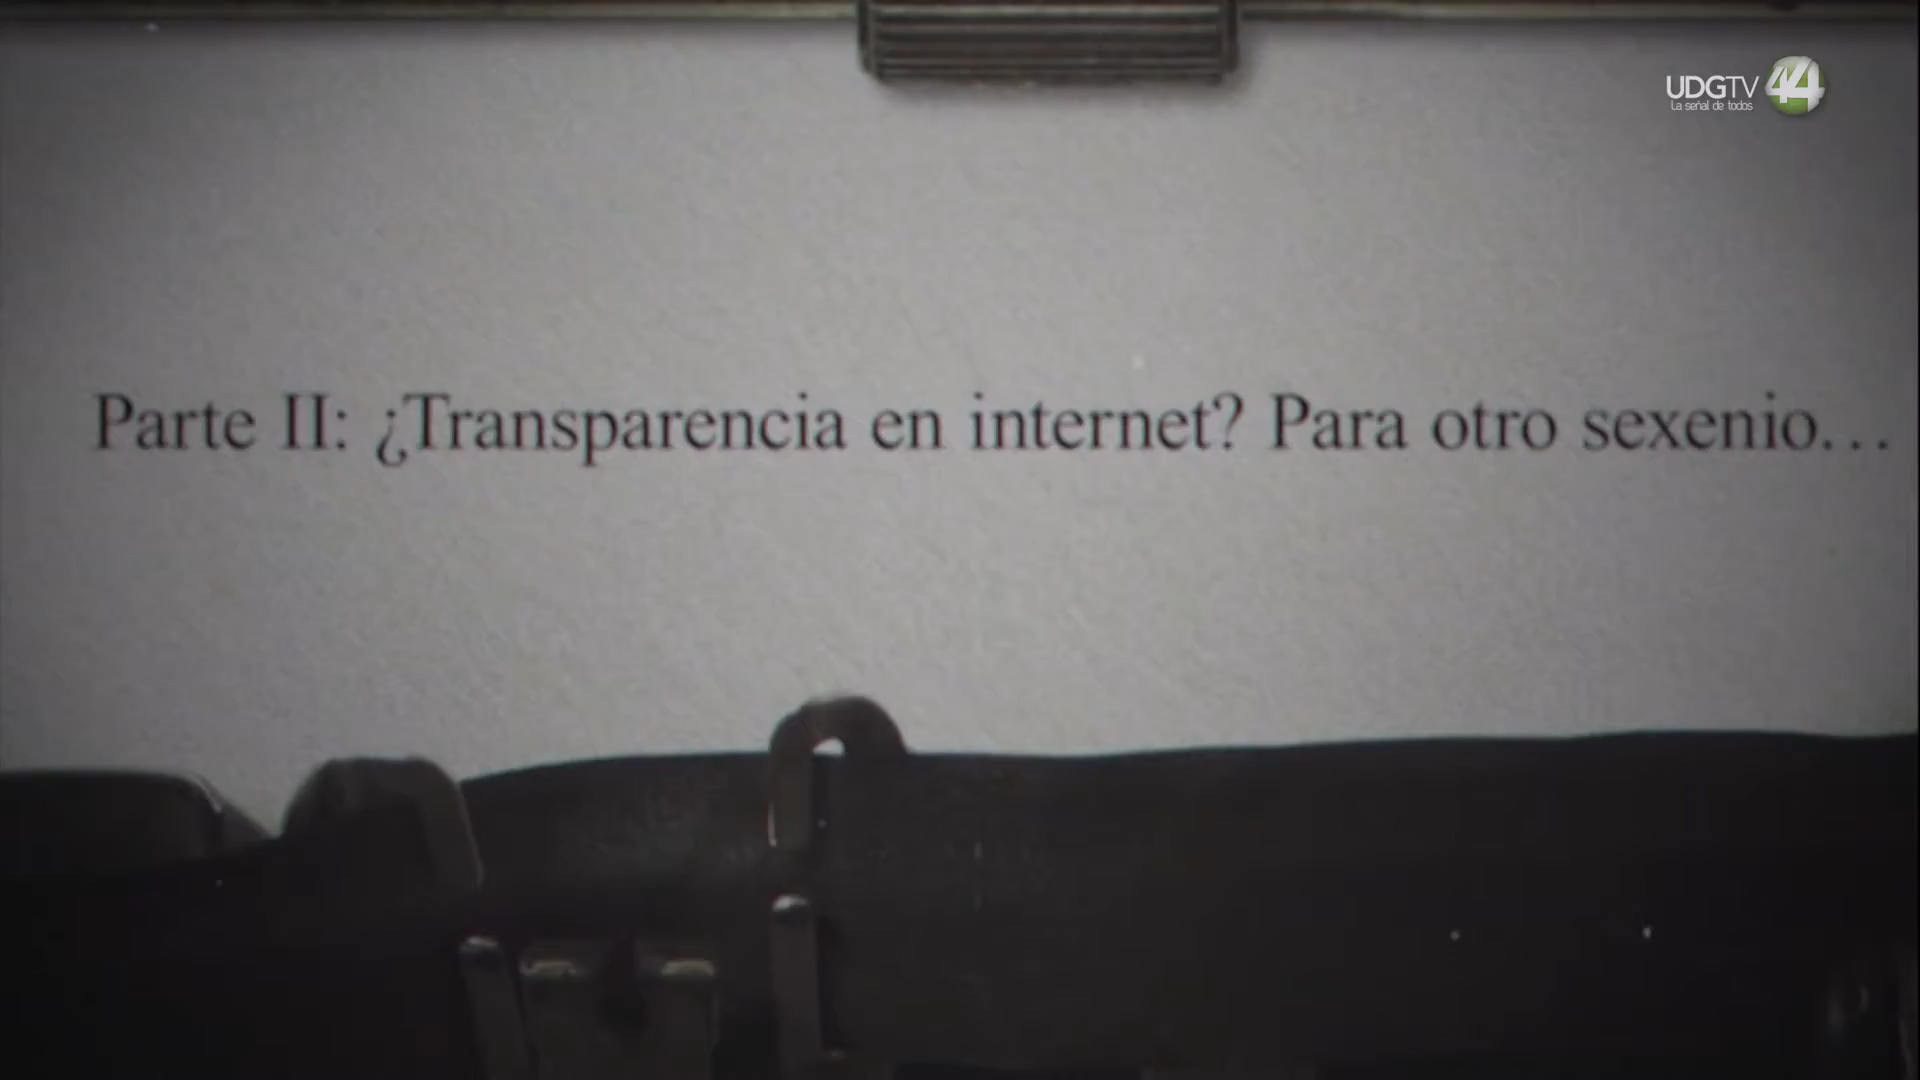 UDGTV 44
La señal de todos
Parte II: ¿Transparencia en internet? Para otro sexenio…